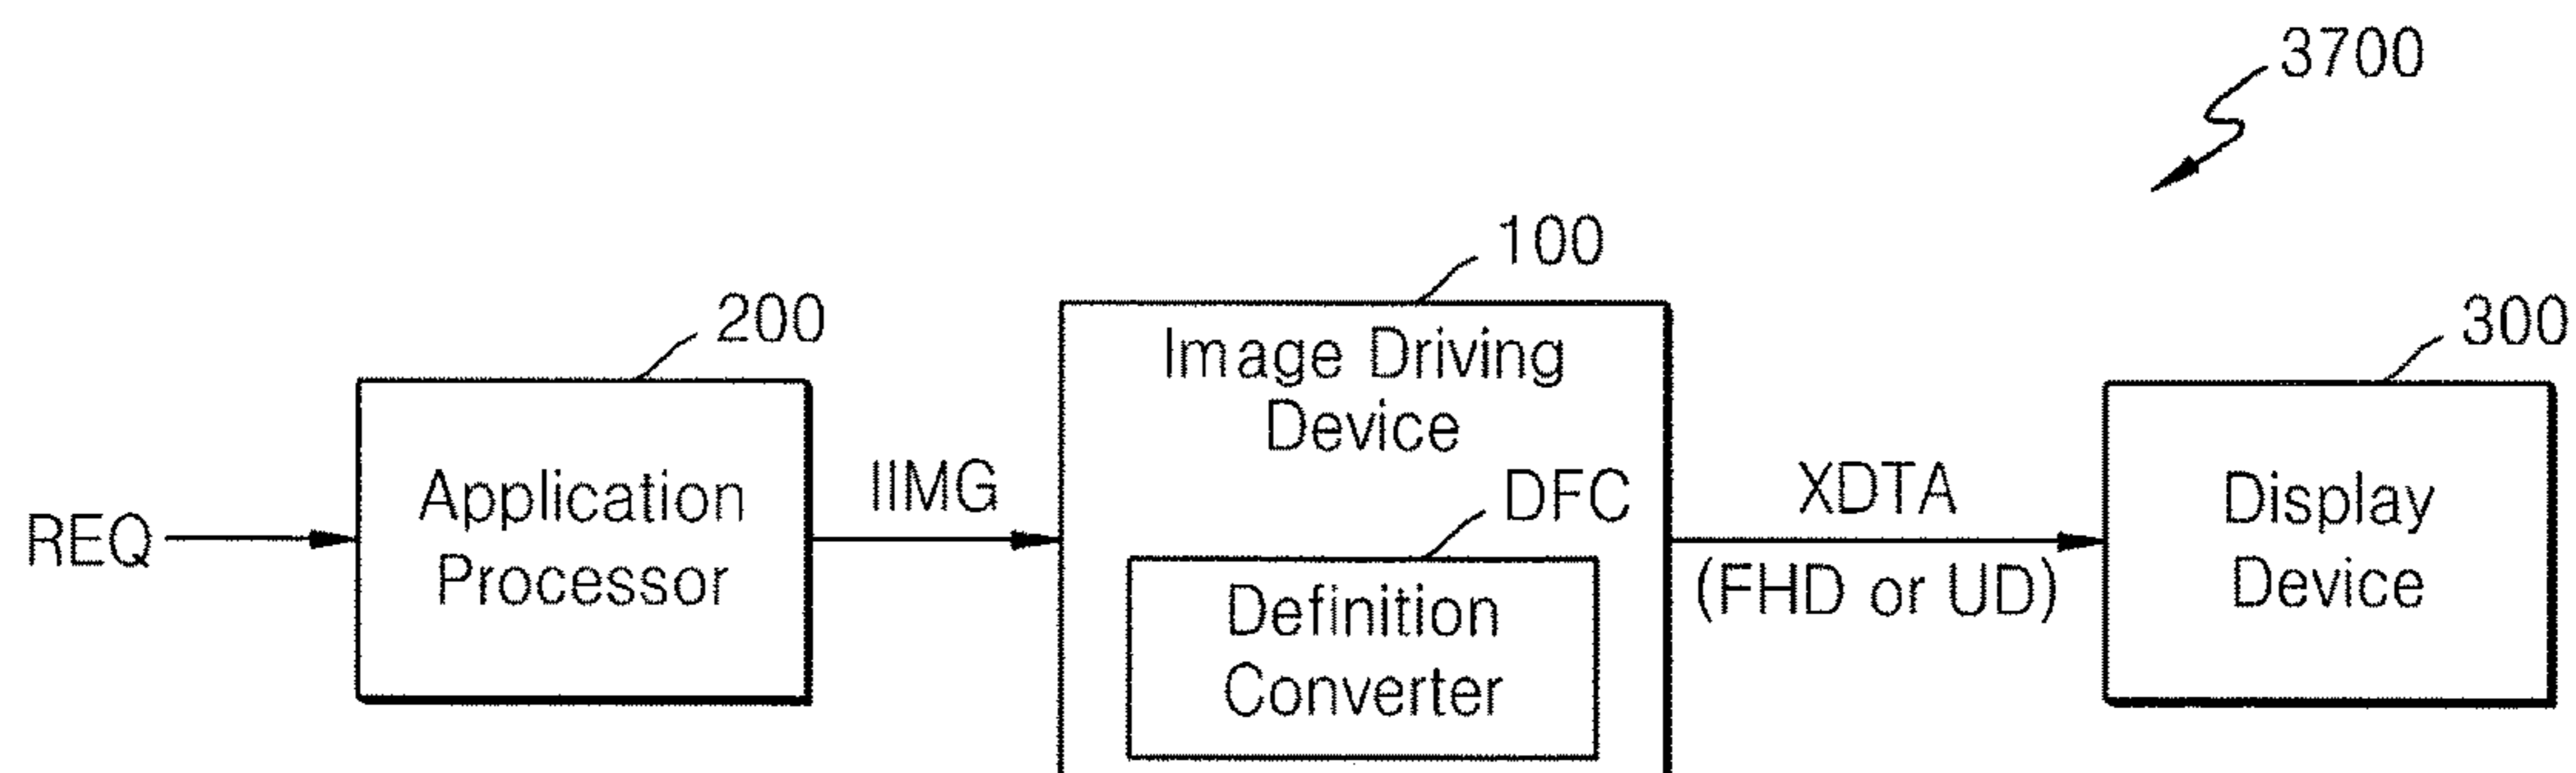 3700
100
200
300
Image Driving
Device
Application
Processor
REQ
IIMG
DFC
Definition
Converter
XDTA
(FHD or UD)
Display
Device